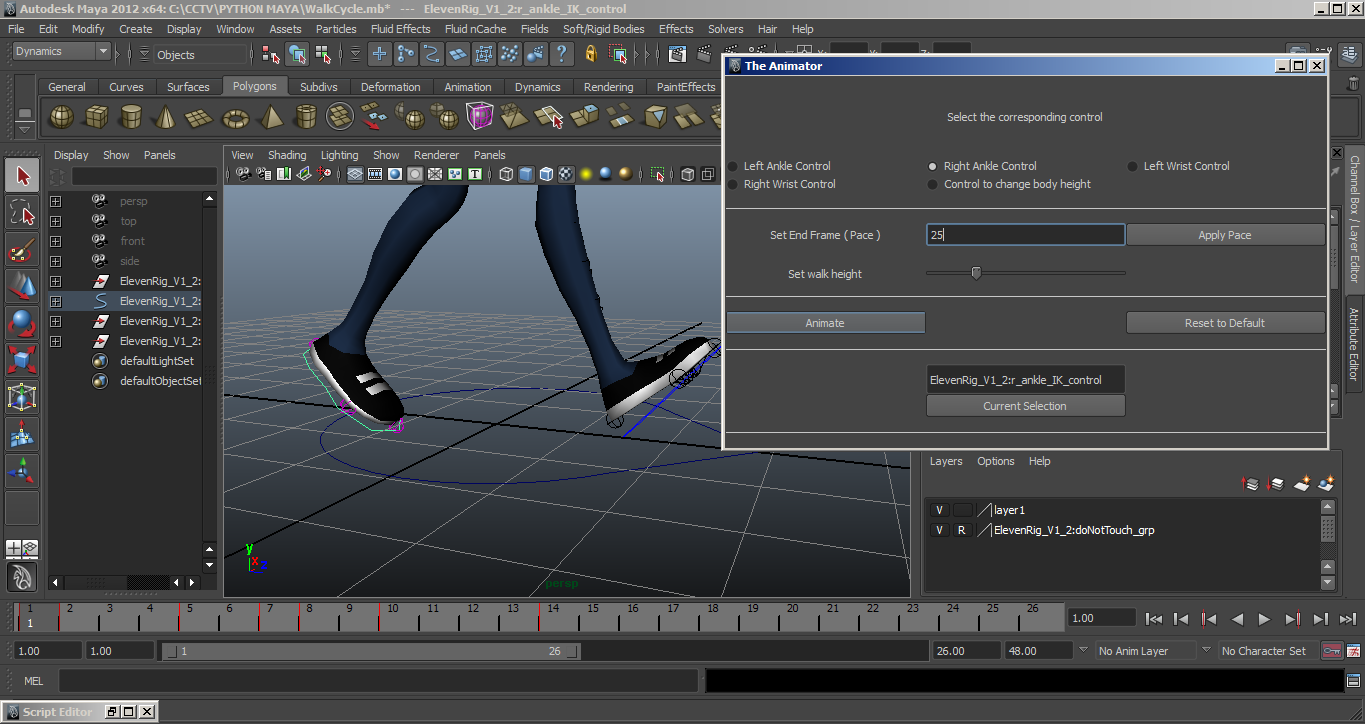 Autodesk Maya 2012 x64: C:\CCTV\PYTHON MAYA\WalkCycle.mb* --- ElevenRig_V1_2:r_ankle_IK_control
File Edit Modify Create Display Window Assets Particles Fluid Effects Fluid nCache Fields Soft/Rigid Bodies Effects Solvers Hair Help
Dynamics Objects
General Curves Surfaces Polygons Subdivs Deformation Animation Dynamics Rendering PaintEffects
Display Show Panels
View Shading Lighting Show Renderer Panels
persp
top
front
side
ElevenRig_V1_2:
ElevenRig_V1_2:
ElevenRig_V1_2:
ElevenRig_V1_2:
defaultLightSet
defaultObjectSet
y
x
z
persp
The Animator
Select the corresponding control
Left Ankle Control Right Ankle Control Left Wrist Control
Right Wrist Control Control to change body height
Set End Frame ( Pace ) 25 Apply Pace
Set walk height
Animate Reset to Default
ElevenRig_V1_2:r_ankle_IK_control
Current Selection
Channel Box / Layer Editor
Attribute Editor
Layers Options Help
V layer1
V R ElevenRig_V1_2:doNotTouch_grp
1 2 3 4 5 6 7 8 9 10 11 12 13 14 15 16 17 18 19 20 21 22 23 24 25 26
1 1.00
1.00 1.00 1 26 26.00 48.00 No Anim Layer No Character Set
MEL
Script Editor